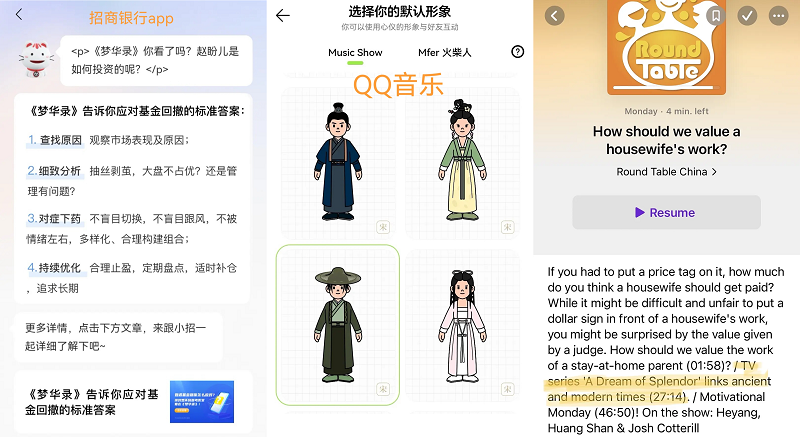 招商银行app
<p>《梦华录》你看了吗？赵盼儿是
如何投资的呢？</p>
《梦华录》告诉你应对基金回撤的标准答案：
1. 查找原因 观察市场表现及原因；
2.细致分析 抽丝剥茧，大盘不占优？还是管
理有问题？
3.对症下药 不盲目切换，不盲目跟风，不被
情绪左右，多样化、合理构建组合；
4.持续优化 合理止盈，定期盘点，适时补仓
，追求长期
更多详情，点击下方文章，来跟小招一
起详细了解下吧~
《梦华录》告诉你应对基
金回撤的标准答案
选择你的默认形象
你可以使用心仪的形象与好友互动
Music Show
Mfer 火柴人
?
QQ音乐
宋
宋
宋
宋
Round
Table
Monday · 4 min. left
How should we value a
housewife's work?
Round Table China >
Resume
If you had to put a price tag on it, how much
do you think a housewife should get paid?
While it might be difficult and unfair to put a
dollar sign in front of a housewife's work,
you might be surprised by the value given
by a judge. How should we value the work
of a stay-at-home parent (01:58)? / TV
series 'A Dream of Splendor' links ancient
and modern times (27:14). / Motivational
Monday (46:50)! On the show: Heyang,
Huang Shan & Josh Cotterill